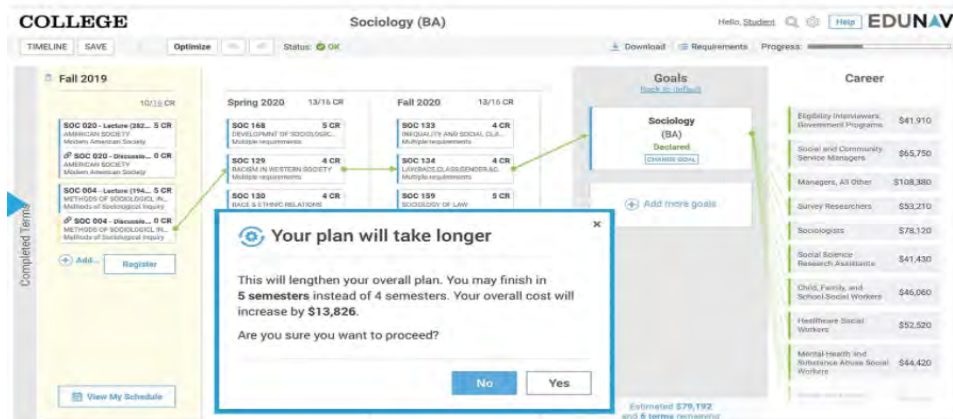 COLLEGE
Sociology (BA)
Hello, Student
Help
EDUNAV
TIMELINE
SAVE
Optimize
Status: OK
Download
Requirements
Progress:
Completed Terms
Fall 2019
10/16 CR
SOC 020 - Lecture (282... 5 CR
AMERICAN SOCIETY
Modern American Society
SOC 020 - Discussio... 0 CR
AMERICAN SOCIETY
Modern American Society
SOC 004 - Lecture (194... 5 CR
METHODS OF SOCIOLOGICL IN...
Methods of Sociological Inquiry
SOC 004 - Discussio... 0 CR
METHODS OF SOCIOLOGICL IN...
Methods of Sociological Inquiry
Add...
Register
View My Schedule
Spring 2020 13/16 CR
SOC 168 5 CR
DEVELOPMNT OF SOCIOLOGIC...
Multiple requirements
SOC 129 4 CR
RACISM IN WESTERN SOCIETY
Multiple requirements
SOC 130 4 CR
RACE & ETHNIC RELATIONS
Fall 2020 13/16 CR
SOC 133 4 CR
INEQUALITY AND SOCIAL CLA...
Multiple requirements
SOC 134 4 CR
LAW,RACE,CLASS,GENDER &C.
Multiple requirements
SOC 159 5 CR
SOCIOLOGY OF LAW
Your plan will take longer
This will lengthen your overall plan. You may finish in
5 semesters instead of 4 semesters. Your overall cost will
increase by $13,826.
Are you sure you want to proceed?
No
Yes
Goals
Back to default
Sociology
(BA)
Declared
CHANGE GOAL
Add more goals
Estimated $79,192
and 6 terms remaining
Career
Eligibility Interviewers,
Government Programs $41,910
Social and Community
Service Managers $65,750
Managers, All Other $108,380
Survey Researchers $53,210
Sociologists $78,120
Social Science
Research Assistants $41,430
Child, Family, and
School Social Workers $46,060
Healthcare Social
Workers $52,520
Mental Health and
Substance Abuse Social
Workers $44,420